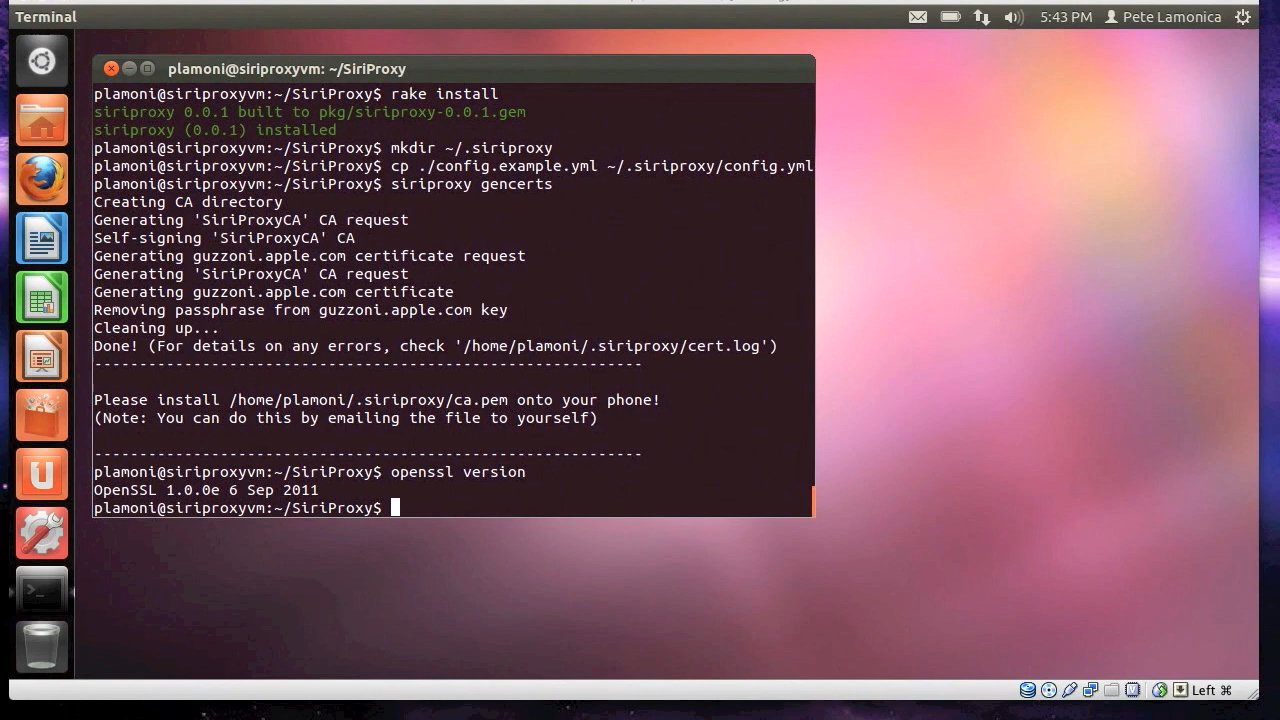 Terminal
5:43 PM Pete Lamonica
plamoni@siriproxyvm: ~/SiriProxy
plamoni@siriproxyvm:~/SiriProxy$ rake install
siriproxy 0.0.1 built to pkg/siriproxy-0.0.1.gem
siriproxy (0.0.1) installed
plamoni@siriproxyvm:~/SiriProxy$ mkdir ~/.siriproxy
plamoni@siriproxyvm:~/SiriProxy$ cp ./config.example.yml ~/.siriproxy/config.yml
plamoni@siriproxyvm:~/SiriProxy$ siriproxy gencerts
Creating CA directory
Generating 'SiriProxyCA' CA request
Self-signing 'SiriProxyCA' CA
Generating guzzoni.apple.com certificate request
Generating 'SiriProxyCA' CA request
Generating guzzoni.apple.com certificate
Removing passphrase from guzzoni.apple.com key
Cleaning up...
Done! (For details on any errors, check '/home/plamoni/.siriproxy/cert.log')
-------------------------------------------------------------
Please install /home/plamoni/.siriproxy/ca.pem onto your phone!
(Note: You can do this by emailing the file to yourself)
-------------------------------------------------------------
plamoni@siriproxyvm:~/SiriProxy$ openssl version
OpenSSL 1.0.0e 6 Sep 2011
plamoni@siriproxyvm:~/SiriProxy$
Left ⌘